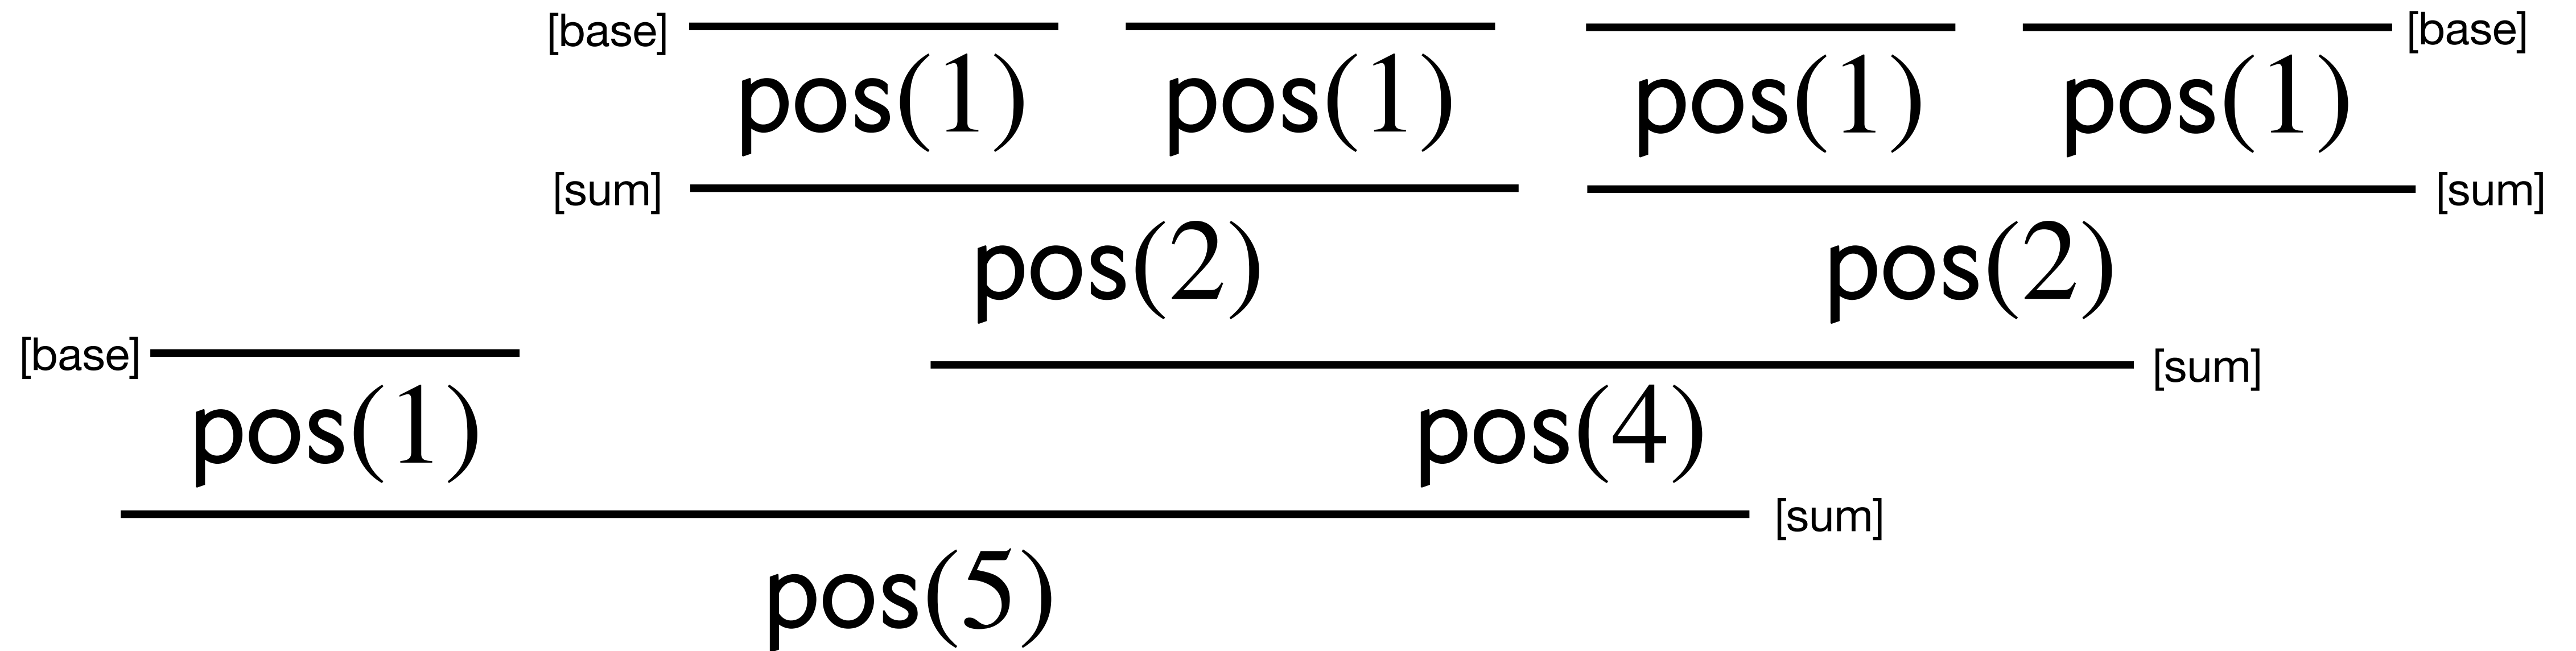 [base] [base]
pos(1) pos(1) pos(1) pos(1)
[sum] [sum]
pos(2) pos(2)
[base] [sum]
pos(1) pos(4)
[sum]
pos(5)